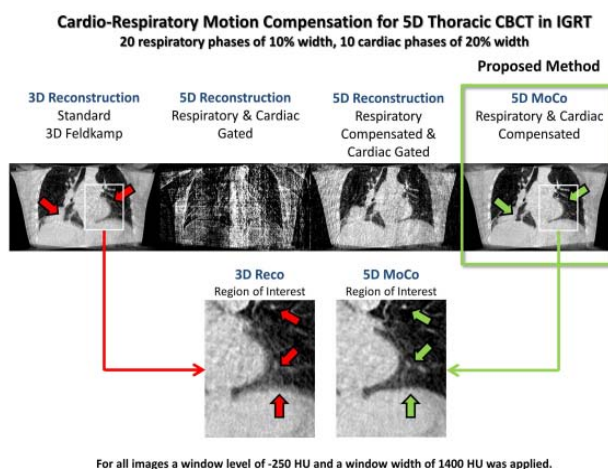 Cardio-Respiratory Motion Compensation for 5D Thoracic CBCT in IGRT
20 respiratory phases of 10% width, 10 cardiac phases of 20% width
Proposed Method
3D Reconstruction
Standard
3D Feldkamp
5D Reconstruction
Respiratory & Cardiac
Gated
5D Reconstruction
Respiratory
Compensated &
Cardiac Gated
5D MoCo
Respiratory & Cardiac
Compensated
3D Reco
Region of Interest
5D MoCo
Region of Interest
For all images a window level of -250 HU and a window width of 1400 HU was applied.